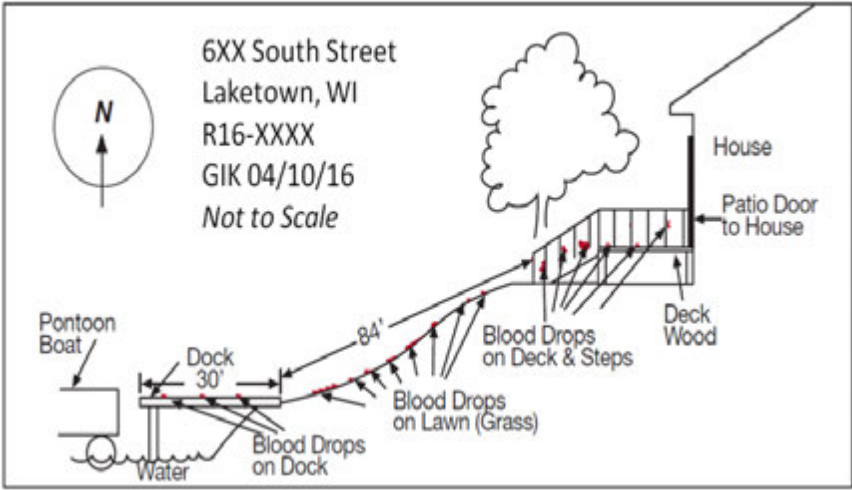 6XX South Street
Laketown, WI
R16-XXXX
GIK 04/10/16
Not to Scale
N
House
Patio Door
to House
Deck
Wood
Blood Drops
on Deck & Steps
84'
Pontoon
Boat
Dock
30'
Blood Drops
on Lawn (Grass)
Blood Drops
on Dock
Water